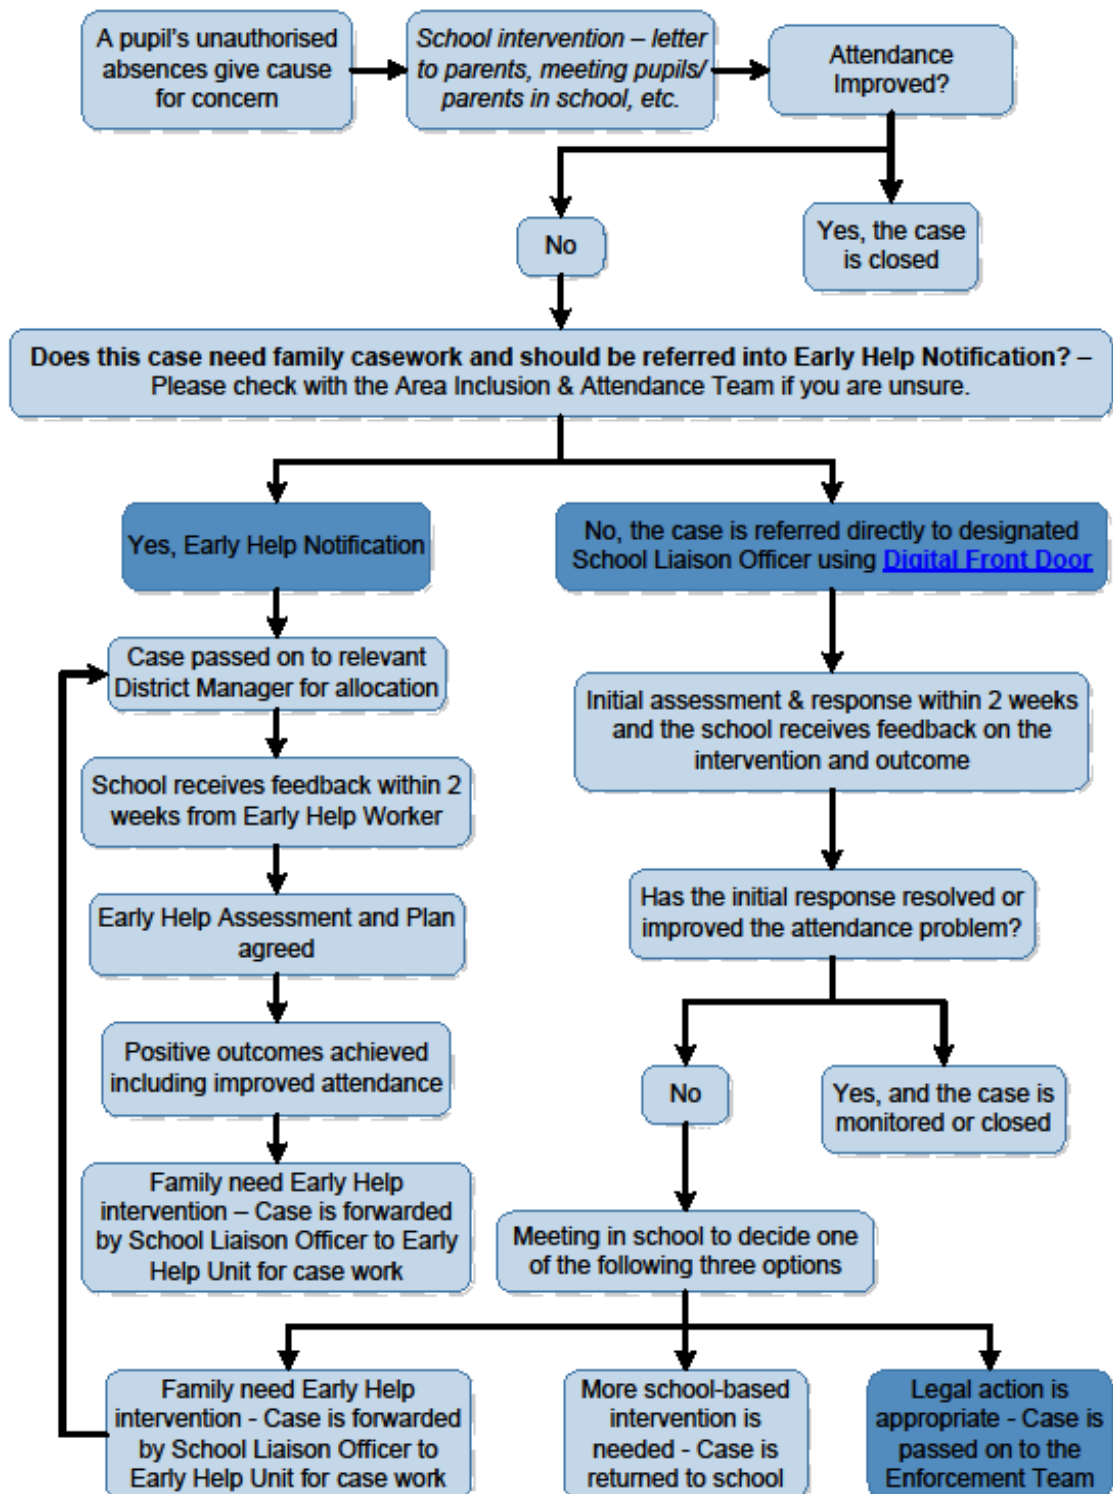 A pupil's unauthorised
absences give cause
for concern
School intervention – letter
to parents, meeting pupils/
parents in school, etc.
Attendance
Improved?
No
Yes, the case
is closed
Does this case need family casework and should be referred into Early Help Notification? –
Please check with the Area Inclusion & Attendance Team if you are unsure.
Yes, Early Help Notification
No, the case is referred directly to designated
School Liaison Officer using Digital Front Door
Case passed on to relevant
District Manager for allocation
Initial assessment & response within 2 weeks
and the school receives feedback on the
intervention and outcome
School receives feedback within 2
weeks from Early Help Worker
Has the initial response resolved or
improved the attendance problem?
Early Help Assessment and Plan
agreed
Positive outcomes achieved
including improved attendance
No
Yes, and the case is
monitored or closed
Family need Early Help
intervention – Case is forwarded
by School Liaison Officer to Early
Help Unit for case work
Meeting in school to decide one
of the following three options
Family need Early Help
intervention - Case is forwarded
by School Liaison Officer to
Early Help Unit for case work
More school-based
intervention is
needed - Case is
returned to school
Legal action is
appropriate - Case is
passed on to the
Enforcement Team